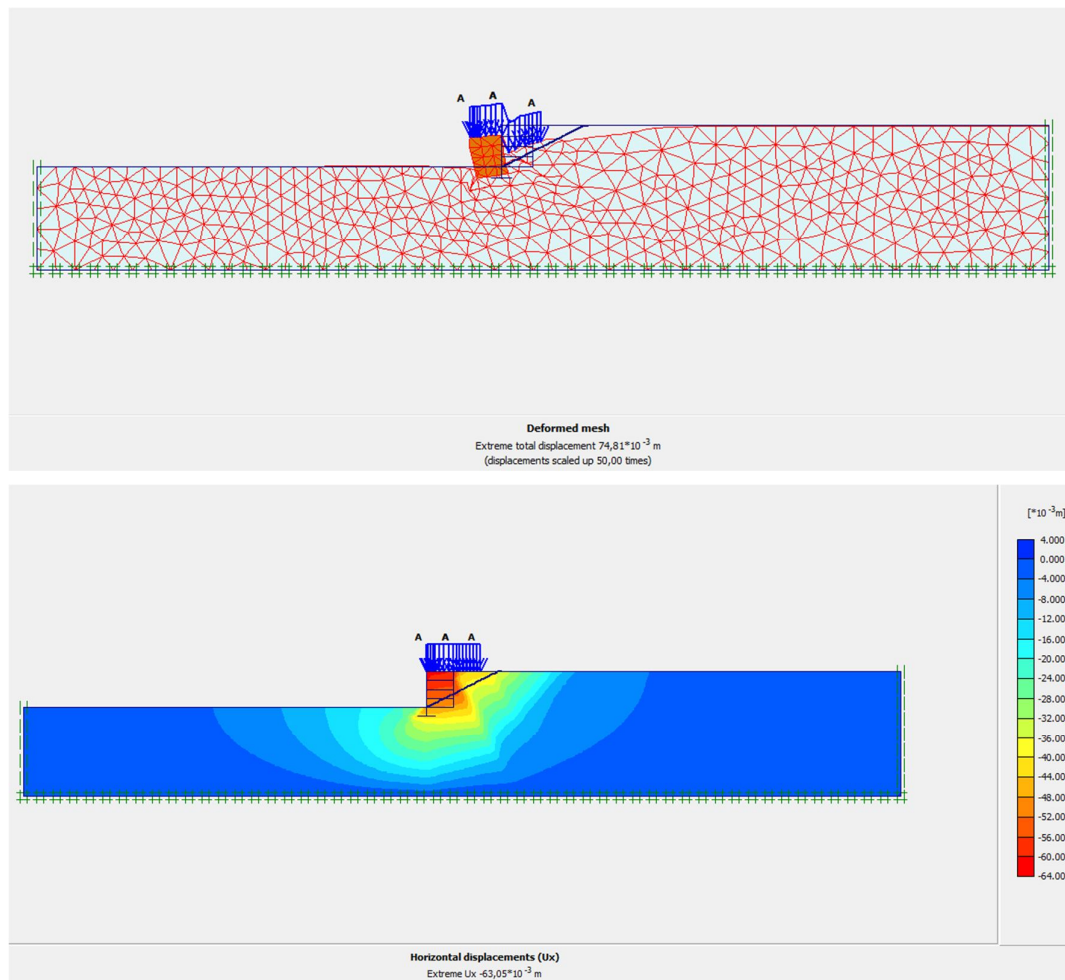 A A A
Deformed mesh
Extreme total displacement 74,81*10⁻³ m
(displacements scaled up 50,00 times)
[*10⁻³m]
A A A
4.000
0.000
-4.000
-8.000
-12.00
-16.00
-20.00
-24.00
-28.00
-32.00
-36.00
-40.00
-44.00
-48.00
-52.00
-56.00
-60.00
-64.00
Horizontal displacements (Ux)
Extreme Ux -63,05*10⁻³ m